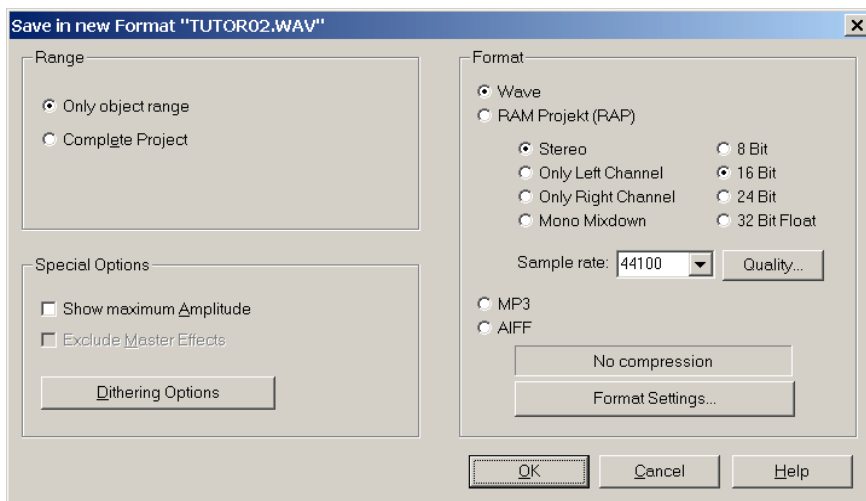 Save in new Format "TUTOR02.WAV"
Range
Only object range
Complete Project
Special Options
Show maximum Amplitude
Exclude Master Effects
Dithering Options
Format
Wave
RAM Projekt (RAP)
Stereo
8 Bit
Only Left Channel
16 Bit
Only Right Channel
24 Bit
Mono Mixdown
32 Bit Float
Sample rate: 44100 Quality...
MP3
AIFF
No compression
Format Settings...
OK
Cancel
Help